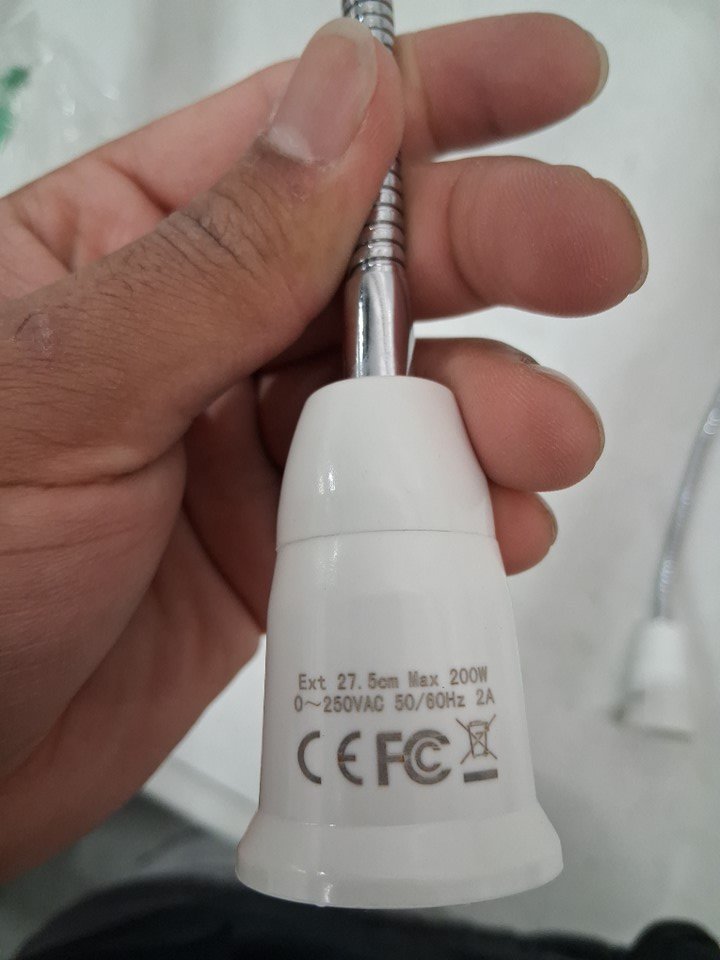 Ext 27.5cm Max 200W
0~250VAC 50/60Hz 2A
CE FC